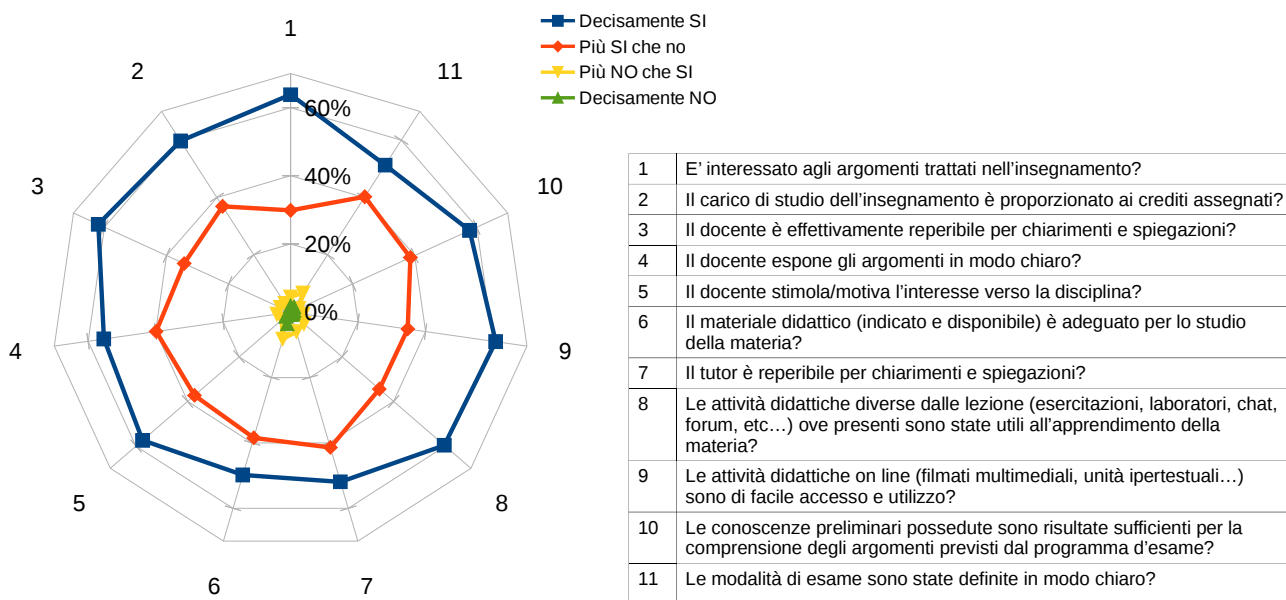 Decisamente SI
Più SI che no
Più NO che SI
Decisamente NO
1
2
3
4
5
6
7
8
9
10
11
60%
40%
20%
0%
1 E' interessato agli argomenti trattati nell'insegnamento?
2 Il carico di studio dell'insegnamento è proporzionato ai crediti assegnati?
3 Il docente è effettivamente reperibile per chiarimenti e spiegazioni?
4 Il docente espone gli argomenti in modo chiaro?
5 Il docente stimola/motiva l'interesse verso la disciplina?
6 Il materiale didattico (indicato e disponibile) è adeguato per lo studio
della materia?
7 Il tutor è reperibile per chiarimenti e spiegazioni?
8 Le attività didattiche diverse dalle lezione (esercitazioni, laboratori, chat,
forum, etc…) ove presenti sono state utili all'apprendimento della
materia?
9 Le attività didattiche on line (filmati multimediali, unità ipertestuali…)
sono di facile accesso e utilizzo?
10 Le conoscenze preliminari possedute sono risultate sufficienti per la
comprensione degli argomenti previsti dal programma d'esame?
11 Le modalità di esame sono state definite in modo chiaro?